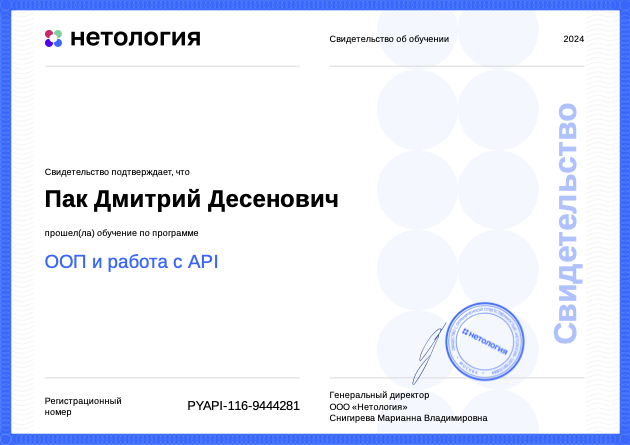 нетология
Свидетельство об обучении
2024
Свидетельство
Свидетельство подтверждает, что
Пак Дмитрий Десенович
прошел(ла) обучение по программе
ООП и работа с API
нетология
Регистрационный
номер
PYAPI-116-9444281
Генеральный директор
ООО «Нетология»
Снигирева Марианна Владимировна